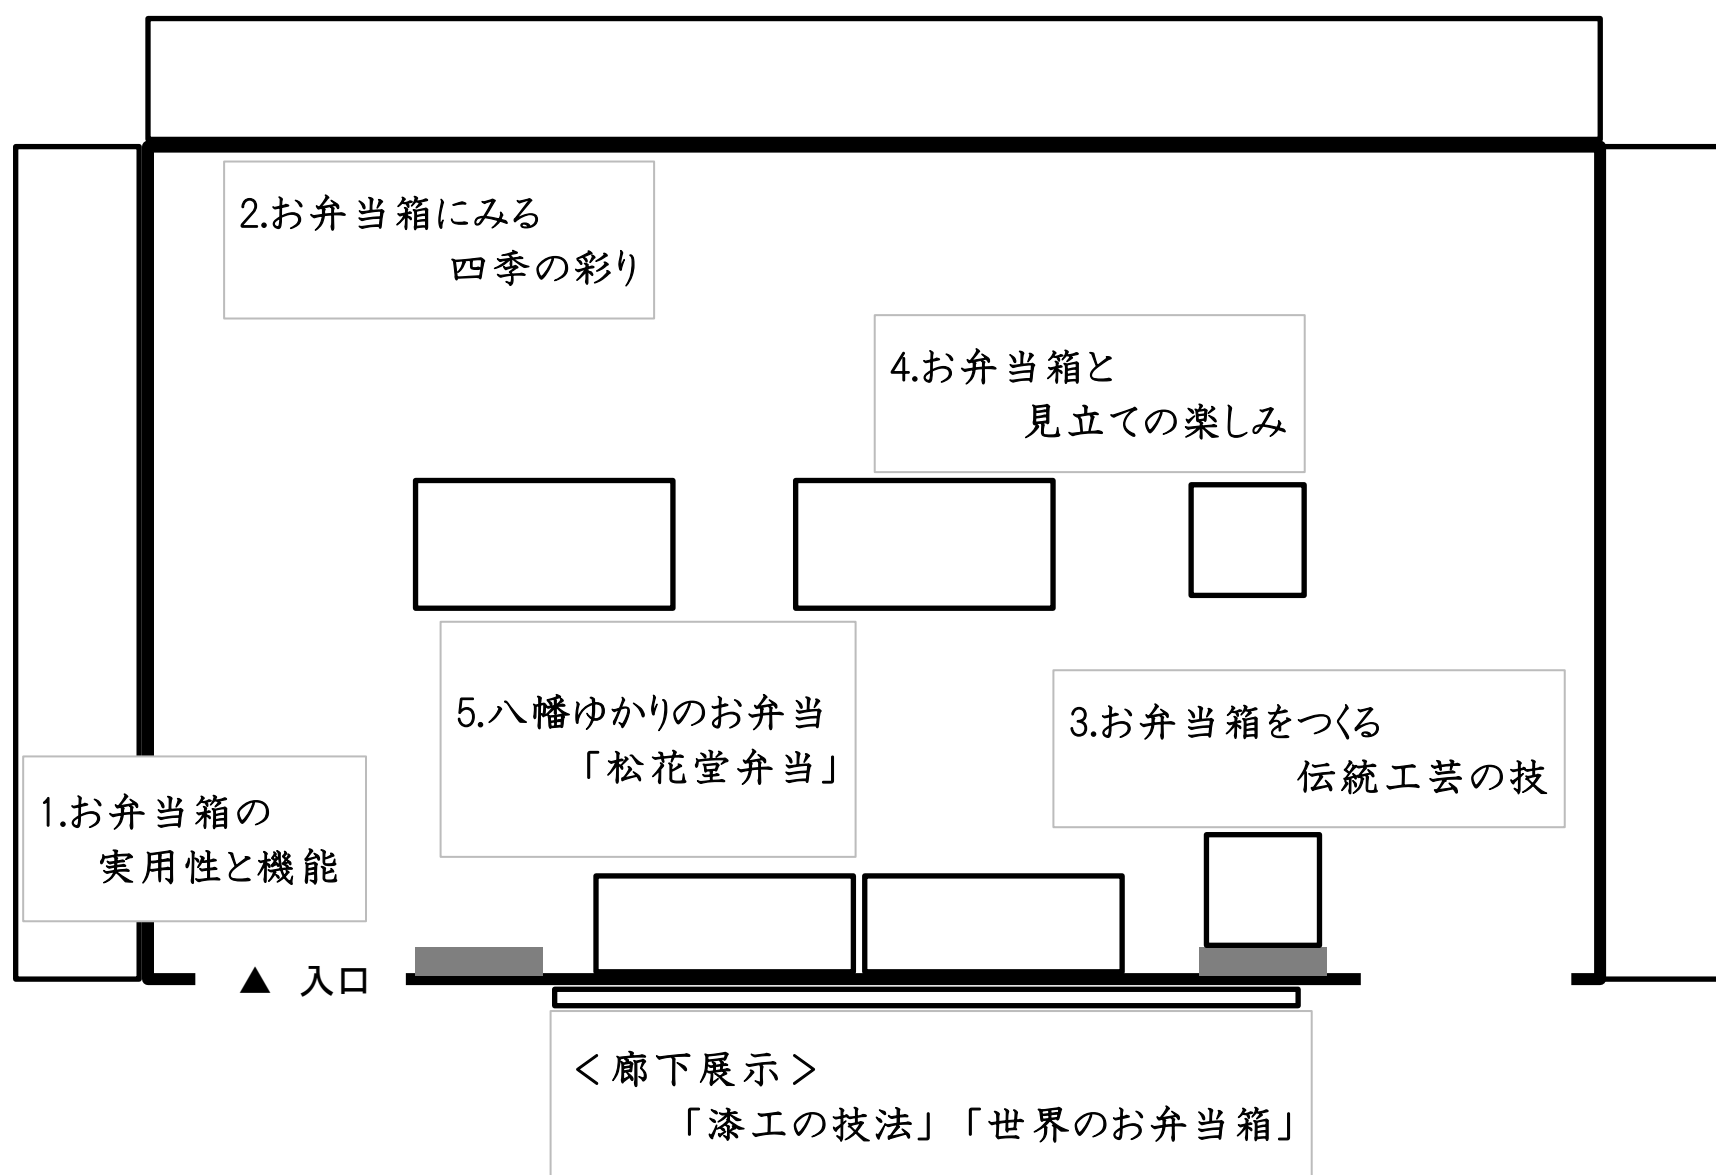 2.お弁当箱にみる
四季の彩り
4.お弁当箱と
見立ての楽しみ
5.八幡ゆかりのお弁当
「松花堂弁当」
3.お弁当箱をつくる
伝統工芸の技
1.お弁当箱の
実用性と機能
▲ 入口
＜廊下展示＞
「漆工の技法」「世界のお弁当箱」